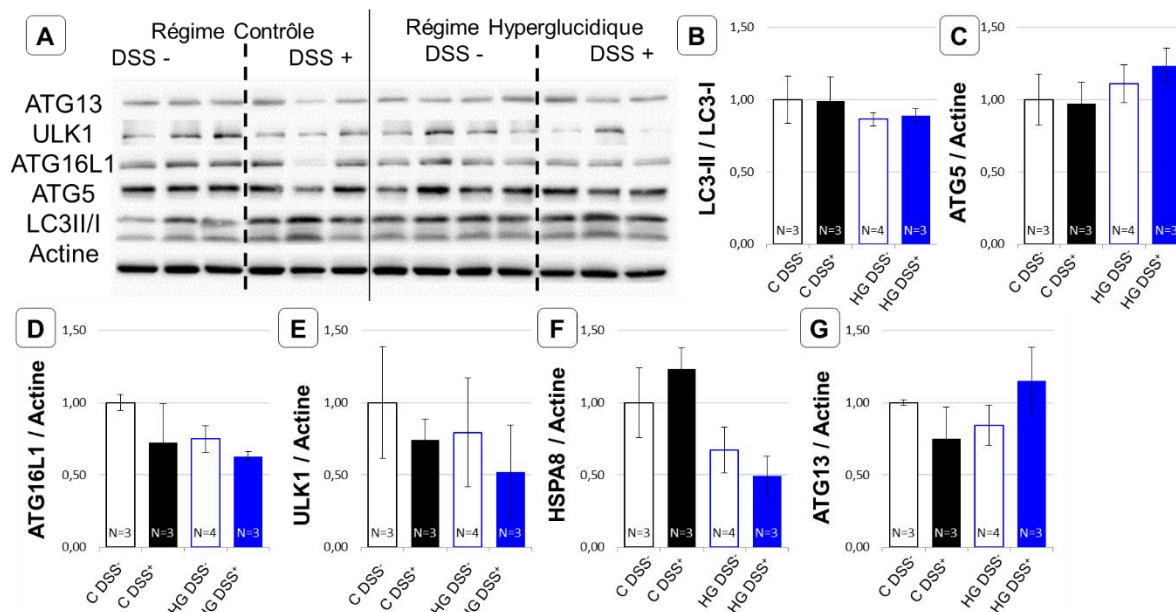 A
Régime Contrôle
Régime Hyperglucidique
DSS -
DSS +
DSS -
DSS +
ATG13
ULK1
ATG16L1
ATG5
LC3II/I
Actine
B
LC3-II / LC3-I
1,50
1,00
0,50
0,00
N=3
N=3
N=4
N=3
C DSS-
C DSS+
HG DSS-
HG DSS+
C
ATG5 / Actine
1,50
1,00
0,50
0,00
N=3
N=3
N=4
N=3
C DSS-
C DSS+
HG DSS-
HG DSS+
D
ATG16L1 / Actine
1,50
1,00
0,50
0,00
N=3
N=3
N=4
N=3
C DSS-
C DSS+
HG DSS-
HG DSS+
E
ULK1 / Actine
1,50
1,00
0,50
0,00
N=3
N=3
N=4
N=3
C DSS-
C DSS+
HG DSS-
HG DSS+
F
HSPA8 / Actine
1,50
1,00
0,50
0,00
N=3
N=3
N=4
N=3
C DSS-
C DSS+
HG DSS-
HG DSS+
G
ATG13 / Actine
1,50
1,00
0,50
0,00
N=3
N=3
N=4
N=3
C DSS-
C DSS+
HG DSS-
HG DSS+